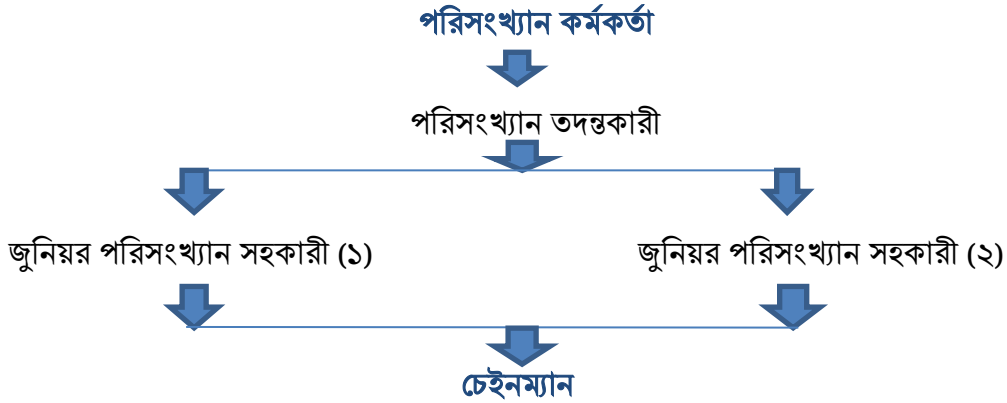 পরিসংখ্যান কর্মকর্তা
পরিসংখ্যান তদন্তকারী
জুনিয়র পরিসংখ্যান সহকারী (১)
জুনিয়র পরিসংখ্যান সহকারী (২)
চেইনম্যান